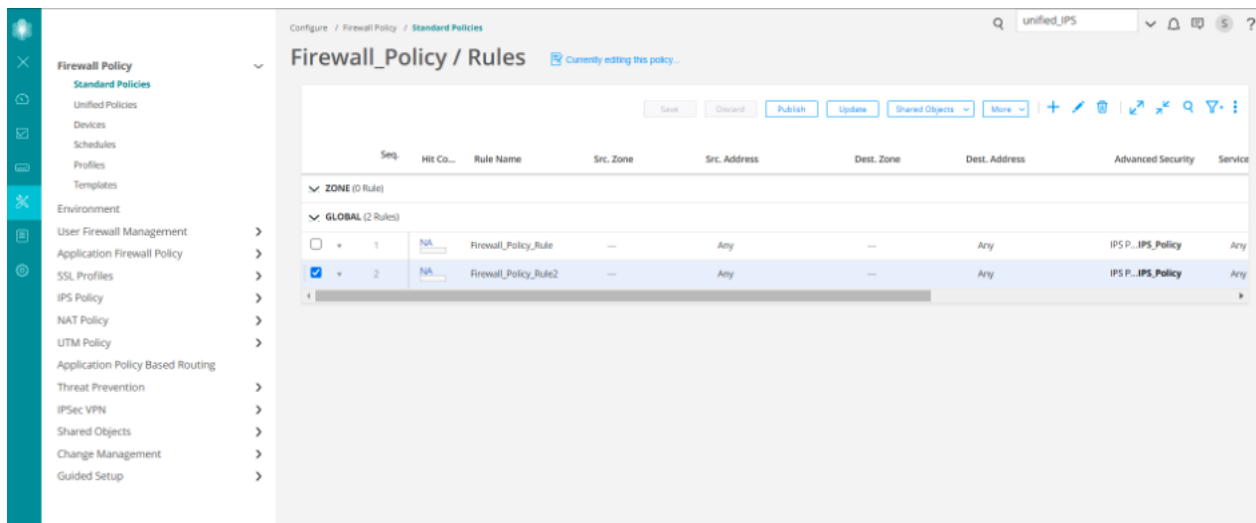 Configure / Firewall Policy / Standard Policies
unified_IPS
S
?
Firewall_Policy / Rules
Currently editing this policy...
Firewall Policy
Standard Policies
Unified Policies
Devices
Schedules
Profiles
Templates
Environment
User Firewall Management
Application Firewall Policy
SSL Profiles
IPS Policy
NAT Policy
UTM Policy
Application Policy Based Routing
Threat Prevention
IPSec VPN
Shared Objects
Change Management
Guided Setup
Save Discard Publish Update Shared Objects More
Seq. Hit Co... Rule Name Src. Zone Src. Address Dest. Zone Dest. Address Advanced Security Service
ZONE (0 Rule)
GLOBAL (2 Rules)
1 NA Firewall_Policy_Rule — Any — Any IPS P...IPS_Policy Any
2 NA Firewall_Policy_Rule2 — Any — Any IPS P...IPS_Policy Any